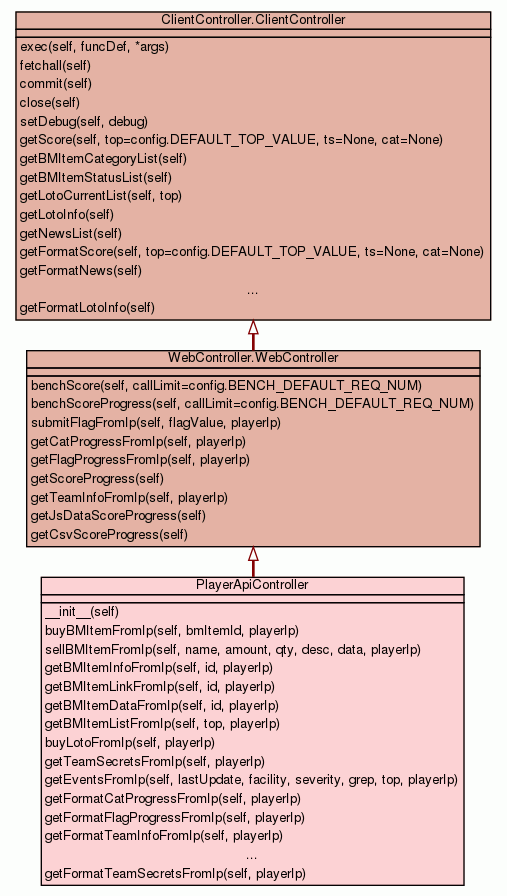 ClientController.ClientController
exec(self, funcDef, *args)
fetchall(self)
commit(self)
close(self)
setDebug(self, debug)
getScore(self, top=config.DEFAULT_TOP_VALUE, ts=None, cat=None)
getBMItemCategoryList(self)
getBMItemStatusList(self)
getLotoCurrentList(self, top)
getLotoInfo(self)
getNewsList(self)
getFormatScore(self, top=config.DEFAULT_TOP_VALUE, ts=None, cat=None)
getFormatNews(self)
...
getFormatLotoInfo(self)
WebController.WebController
benchScore(self, callLimit=config.BENCH_DEFAULT_REQ_NUM)
benchScoreProgress(self, callLimit=config.BENCH_DEFAULT_REQ_NUM)
submitFlagFromIp(self, flagValue, playerIp)
getCatProgressFromIp(self, playerIp)
getFlagProgressFromIp(self, playerIp)
getScoreProgress(self)
getTeamInfoFromIp(self, playerIp)
getJsDataScoreProgress(self)
getCsvScoreProgress(self)
PlayerApiController
__init__(self)
buyBMItemFromIp(self, bmItemId, playerIp)
sellBMItemFromIp(self, name, amount, qty, desc, data, playerIp)
getBMItemInfoFromIp(self, id, playerIp)
getBMItemLinkFromIp(self, id, playerIp)
getBMItemDataFromIp(self, id, playerIp)
getBMItemListFromIp(self, top, playerIp)
buyLotoFromIp(self, playerIp)
getTeamSecretsFromIp(self, playerIp)
getEventsFromIp(self, lastUpdate, facility, severity, grep, top, playerIp)
getFormatCatProgressFromIp(self, playerIp)
getFormatFlagProgressFromIp(self, playerIp)
getFormatTeamInfoFromIp(self, playerIp)
...
getFormatTeamSecretsFromIp(self, playerIp)